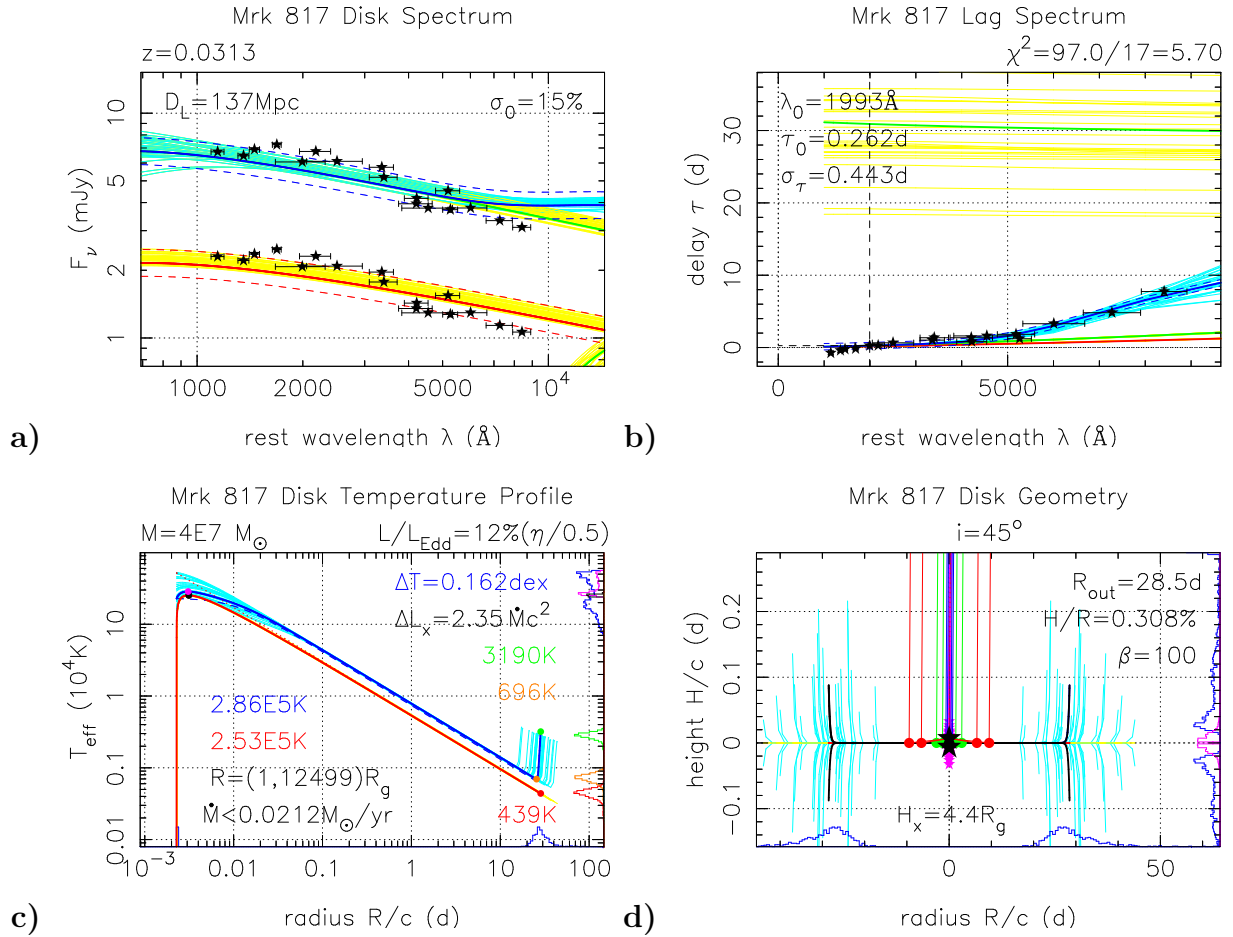 Mrk 817 Disk Spectrum
z=0.0313
D_L=137Mpc
σ_0=15%
10
5
2
1
F_ν (mJy)
1000
2000
5000
10^4
rest wavelength λ (Å)
a)
Mrk 817 Lag Spectrum
χ^2=97.0/17=5.70
λ_0=1993Å
τ_0=0.262d
σ_τ=0.443d
30
20
10
0
delay τ (d)
0
5000
rest wavelength λ (Å)
b)
Mrk 817 Disk Temperature Profile
M=4E7 M_⊙
L/L_Edd=12%(η/0.5)
ΔT=0.162dex
ΔL_x=2.35Ṁc^2
3190K
696K
2.86E5K
2.53E5K
R=(1,12499)R_g
Ṁ<0.0212M_⊙/yr
439K
10
1
0.1
0.01
T_eff (10^4K)
10^-3
0.01
0.1
1
10
100
radius R/c (d)
c)
Mrk 817 Disk Geometry
i=45°
R_out=28.5d
H/R=0.308%
β=100
H_x=4.4R_g
0.2
0.1
0
−0.1
height H/c (d)
0
50
radius R/c (d)
d)